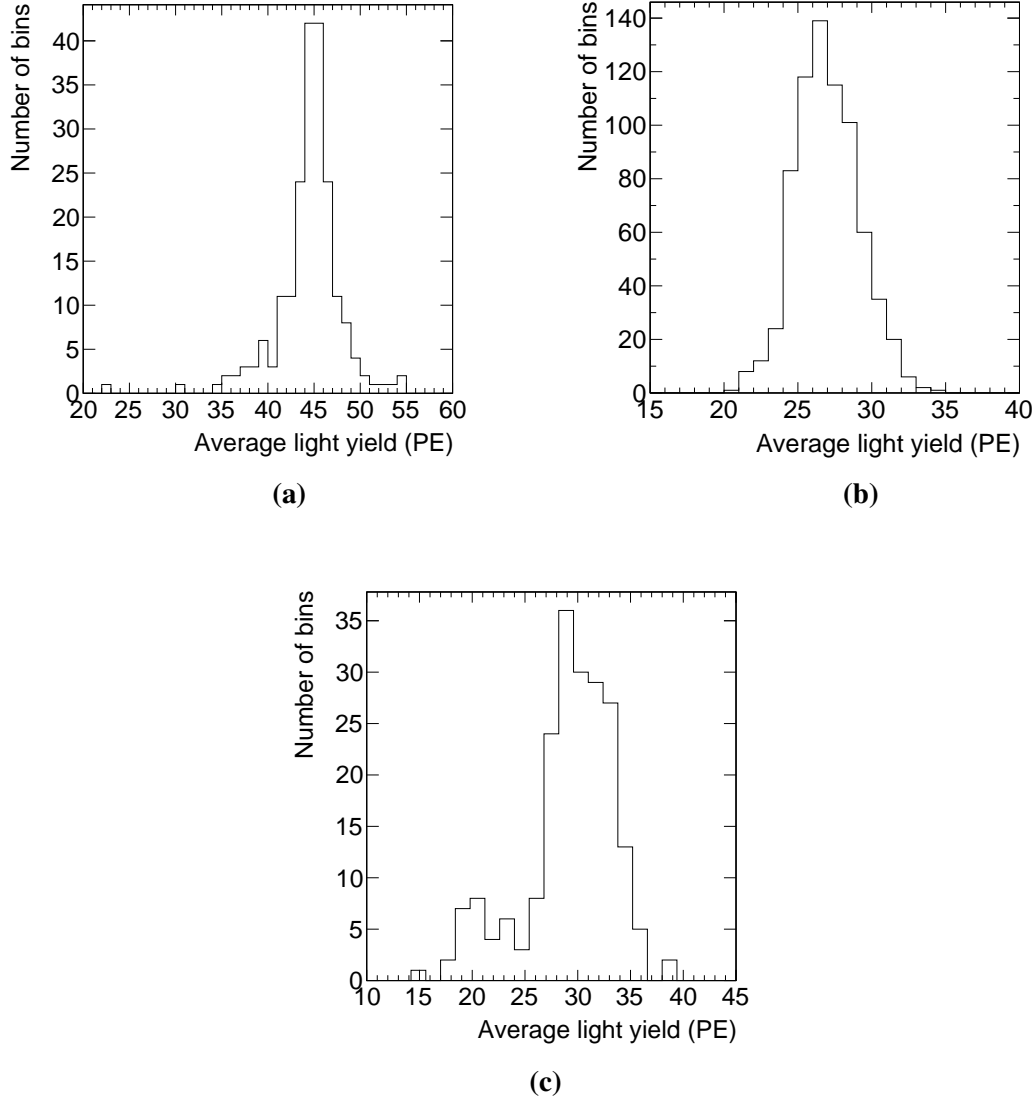 Number of bins
40
35
30
25
20
15
10
5
0
20 25 30 35 40 45 50 55 60
Average light yield (PE)
(a)
Number of bins
140
120
100
80
60
40
20
0
15 20 25 30 35 40
Average light yield (PE)
(b)
Number of bins
35
30
25
20
15
10
5
0
10 15 20 25 30 35 40 45
Average light yield (PE)
(c)